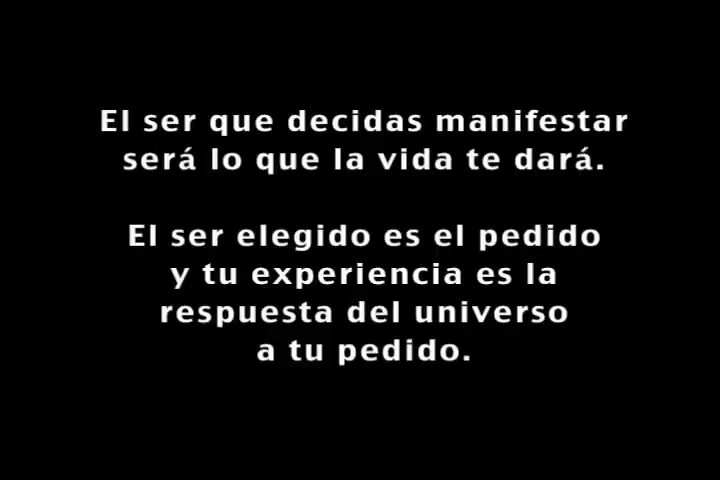 El ser que decidas manifestar
será lo que la vida te dará.
El ser elegido es el pedido
y tu experiencia es la
respuesta del universo
a tu pedido.